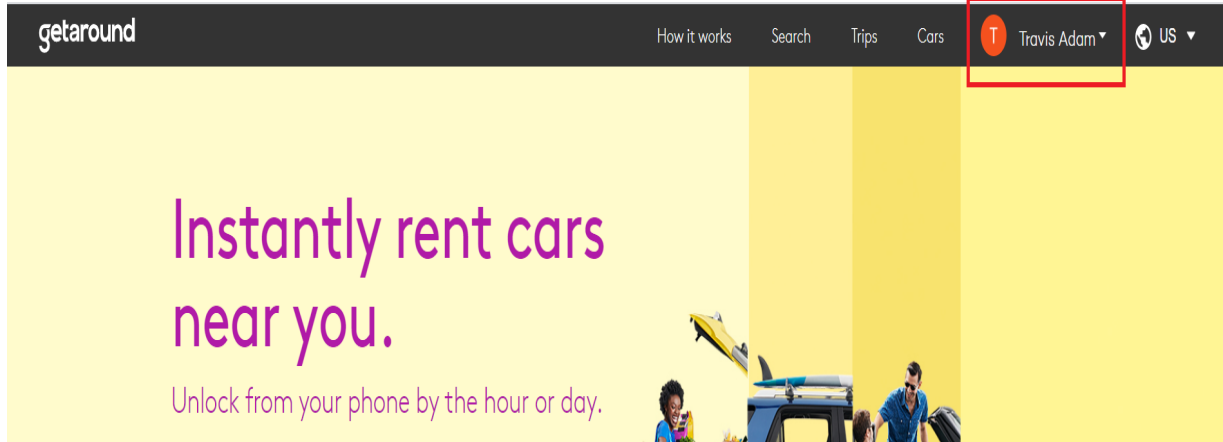 getaround
How it works Search Trips Cars T Travis Adam US
Instantly rent cars
near you.
Unlock from your phone by the hour or day.